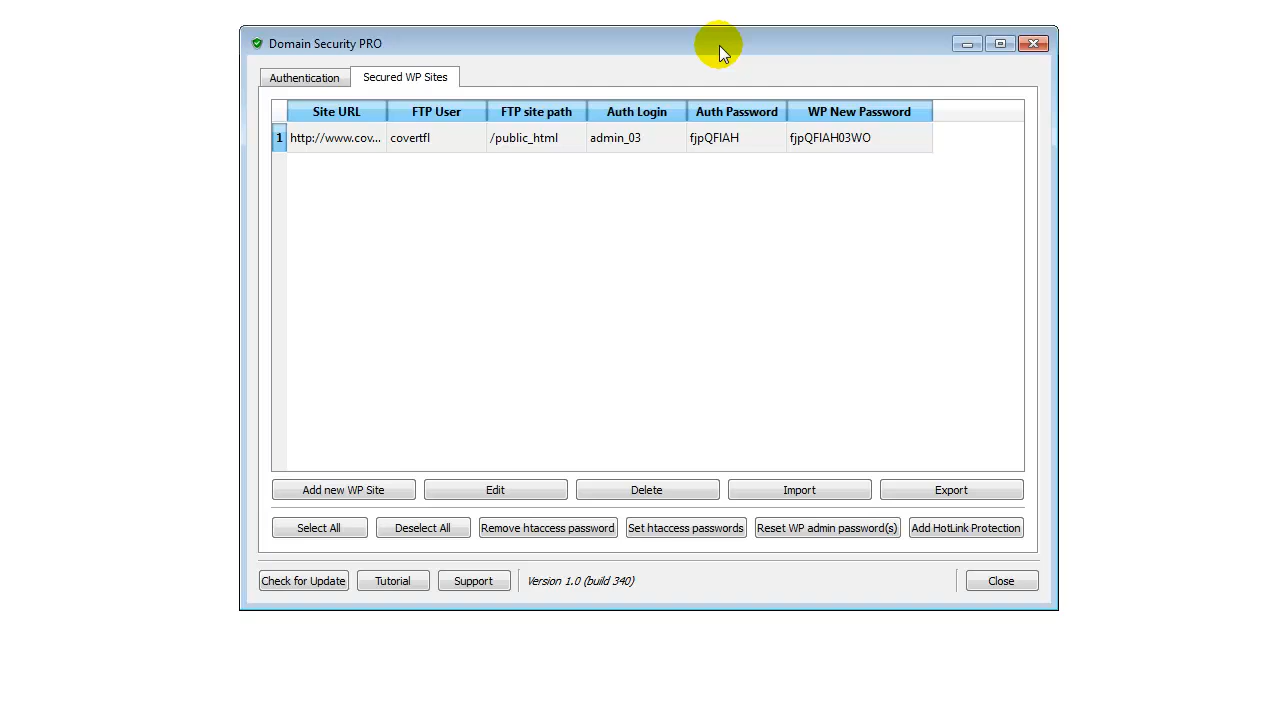 Domain Security PRO
Authentication Secured WP Sites
Site URL FTP User FTP site path Auth Login Auth Password WP New Password
1 http://www.cov... covertfl /public_html admin_03 fjpQFIAH fjpQFIAH03WO
Add new WP Site Edit Delete Import Export
Select All Deselect All Remove htaccess password Set htaccess passwords Reset WP admin password(s) Add HotLink Protection
Check for Update Tutorial Support Version 1.0 (build 340) Close